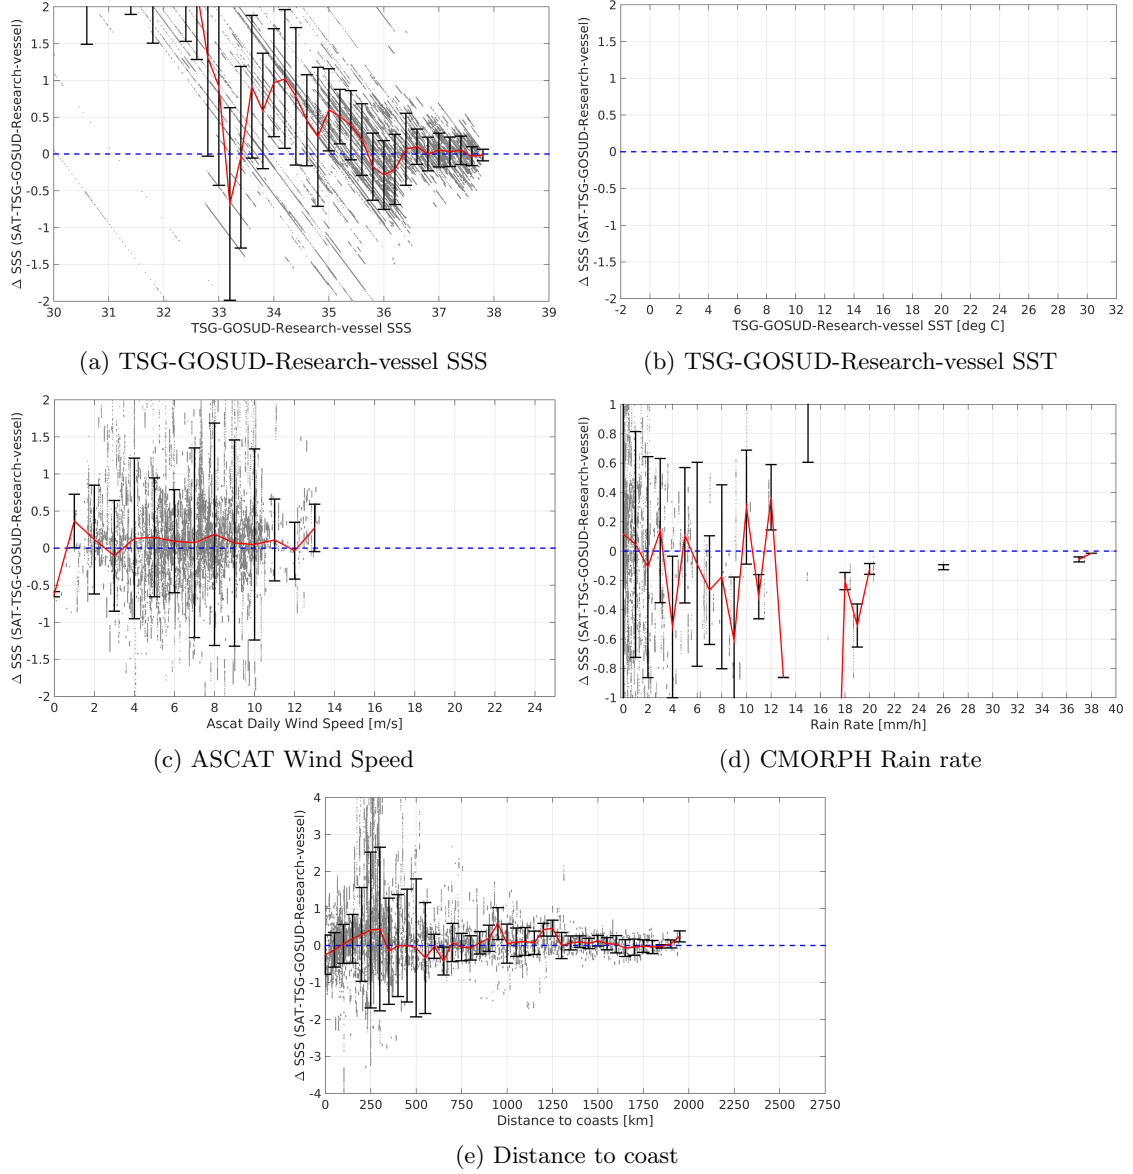 2
1.5
1
0.5
0
-0.5
-1
-1.5
-2
Δ SSS (SAT-TSG-GOSUD-Research-vessel)
30 31 32 33 34 35 36 37 38 39
TSG-GOSUD-Research-vessel SSS
(a) TSG-GOSUD-Research-vessel SSS
2
1.5
1
0.5
0
-0.5
-1
-1.5
-2
Δ SSS (SAT-TSG-GOSUD-Research-vessel)
-2 0 2 4 6 8 10 12 14 16 18 20 22 24 26 28 30 32
TSG-GOSUD-Research-vessel SST [deg C]
(b) TSG-GOSUD-Research-vessel SST
2
1.5
1
0.5
0
-0.5
-1
-1.5
-2
Δ SSS (SAT-TSG-GOSUD-Research-vessel)
0 2 4 6 8 10 12 14 16 18 20 22 24
Ascat Daily Wind Speed [m/s]
(c) ASCAT Wind Speed
1
0.8
0.6
0.4
0.2
0
-0.2
-0.4
-0.6
-0.8
-1
Δ SSS (SAT-TSG-GOSUD-Research-vessel)
0 2 4 6 8 10 12 14 16 18 20 22 24 26 28 30 32 34 36 38 40
Rain Rate [mm/h]
(d) CMORPH Rain rate
4
3
2
1
0
-1
-2
-3
-4
Δ SSS (SAT-TSG-GOSUD-Research-vessel)
0 250 500 750 1000 1250 1500 1750 2000 2250 2500 2750
Distance to coasts [km]
(e) Distance to coast